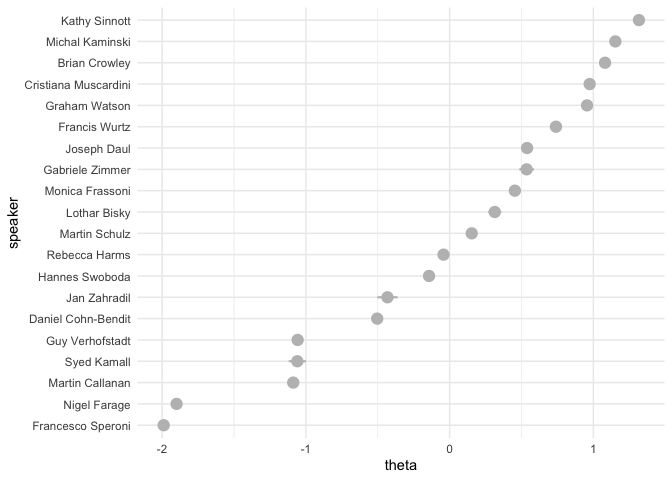 Kathy Sinnott
Michal Kaminski
Brian Crowley
Cristiana Muscardini
Graham Watson
Francis Wurtz
Joseph Daul
Gabriele Zimmer
Monica Frassoni
Lothar Bisky
Martin Schulz
Rebecca Harms
Hannes Swoboda
Jan Zahradil
Daniel Cohn-Bendit
Guy Verhofstadt
Syed Kamall
Martin Callanan
Nigel Farage
Francesco Speroni
speaker
-2 -1 0 1
theta